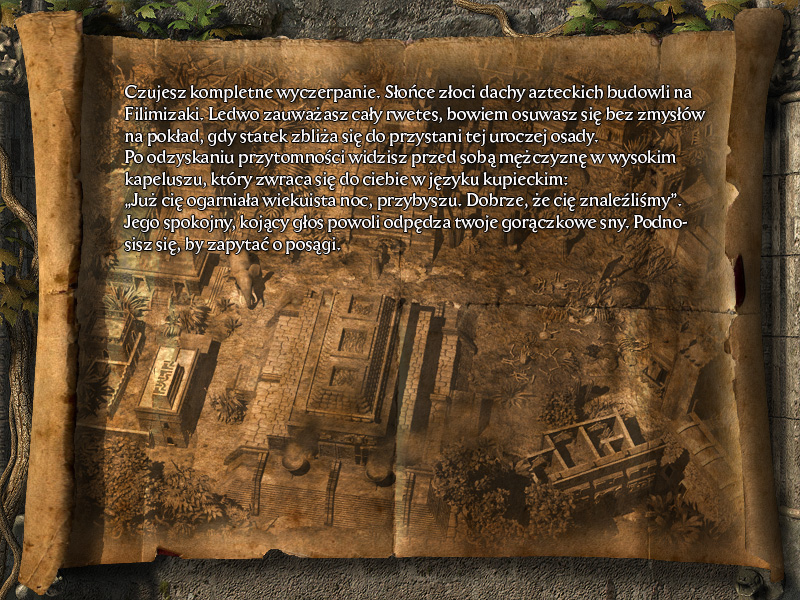 Czujesz kompletne wyczerpanie. Słońce złoci dachy azteckich budowli na
Filimizaki. Ledwo zauważasz cały rwetes, bowiem osuwasz się bez zmysłów
na pokład, gdy statek zbliża się do przystani tej uroczej osady.
Po odzyskaniu przytomności widzisz przed sobą mężczyznę w wysokim
kapeluszu, który zwraca się do ciebie w języku kupieckim:
„Już cię ogarniała wiekuista noc, przybyszu. Dobrze, że cię znaleźliśmy”.
Jego spokojny, kojący głos powoli odpędza twoje gorączkowe sny. Podno-
sisz się, by zapytać o posągi.